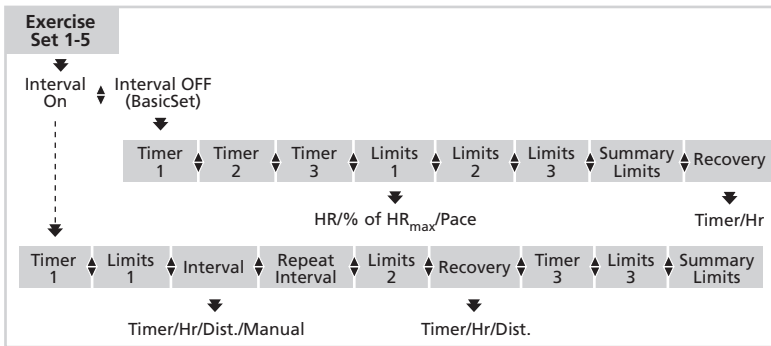 Exercise
Set 1-5
Interval
On
Interval OFF
(BasicSet)
Timer
1
Timer
2
Timer
3
Limits
1
Limits
2
Limits
3
Summary
Limits
Recovery
HR/% of HRmax/Pace
Timer/Hr
Timer
1
Limits
1
Interval
Repeat
Interval
Limits
2
Recovery
Timer
3
Limits
3
Summary
Limits
Timer/Hr/Dist./Manual
Timer/Hr/Dist.